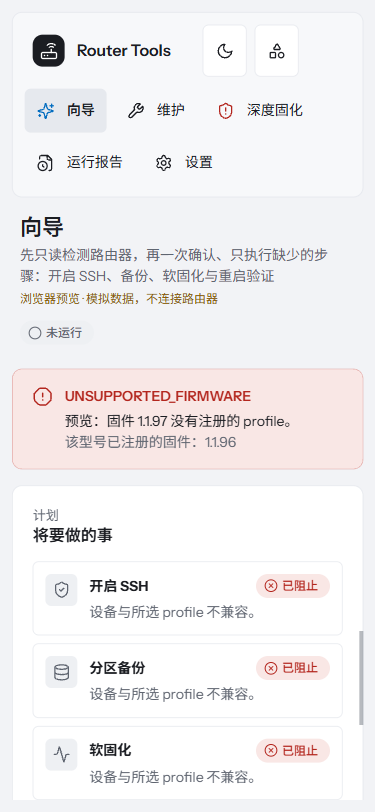 Router Tools
向导
维护
深度固化
运行报告
设置
向导
先只读检测路由器，再一次确认、只执行缺少的步
骤：开启 SSH、备份、软固化与重启验证
浏览器预览·模拟数据，不连接路由器
未运行
UNSUPPORTED_FIRMWARE
预览：固件 1.1.97 没有注册的 profile。
该型号已注册的固件：1.1.96
计划
将要做的事
开启 SSH
已阻止
设备与所选 profile 不兼容。
分区备份
已阻止
设备与所选 profile 不兼容。
软固化
已阻止
设备与所选 profile 不兼容。